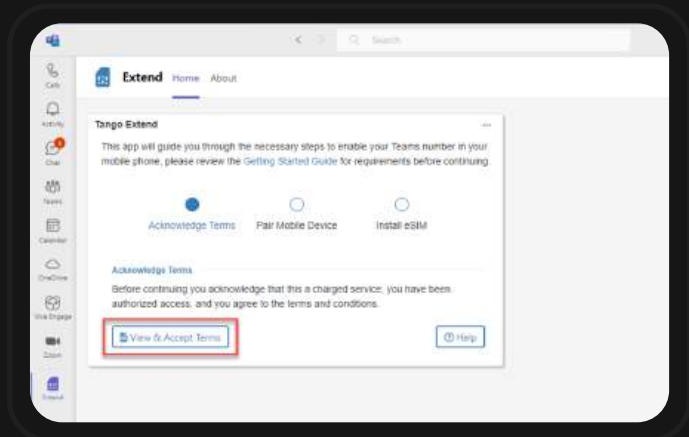 Search
Extend Home About
Calls
Activity
Chat
Teams
Calendar
OneDrive
Viva Engage
Zoom
Extend
Tango Extend
This app will guide you through the necessary steps to enable your Teams number in your
mobile phone, please review the Getting Started Guide for requirements before continuing.
Acknowledge Terms Pair Mobile Device Install eSIM
Acknowledge Terms
Before continuing you acknowledge that this a charged service, you have been
authorized access, and you agree to the terms and conditions.
View & Accept Terms
Help